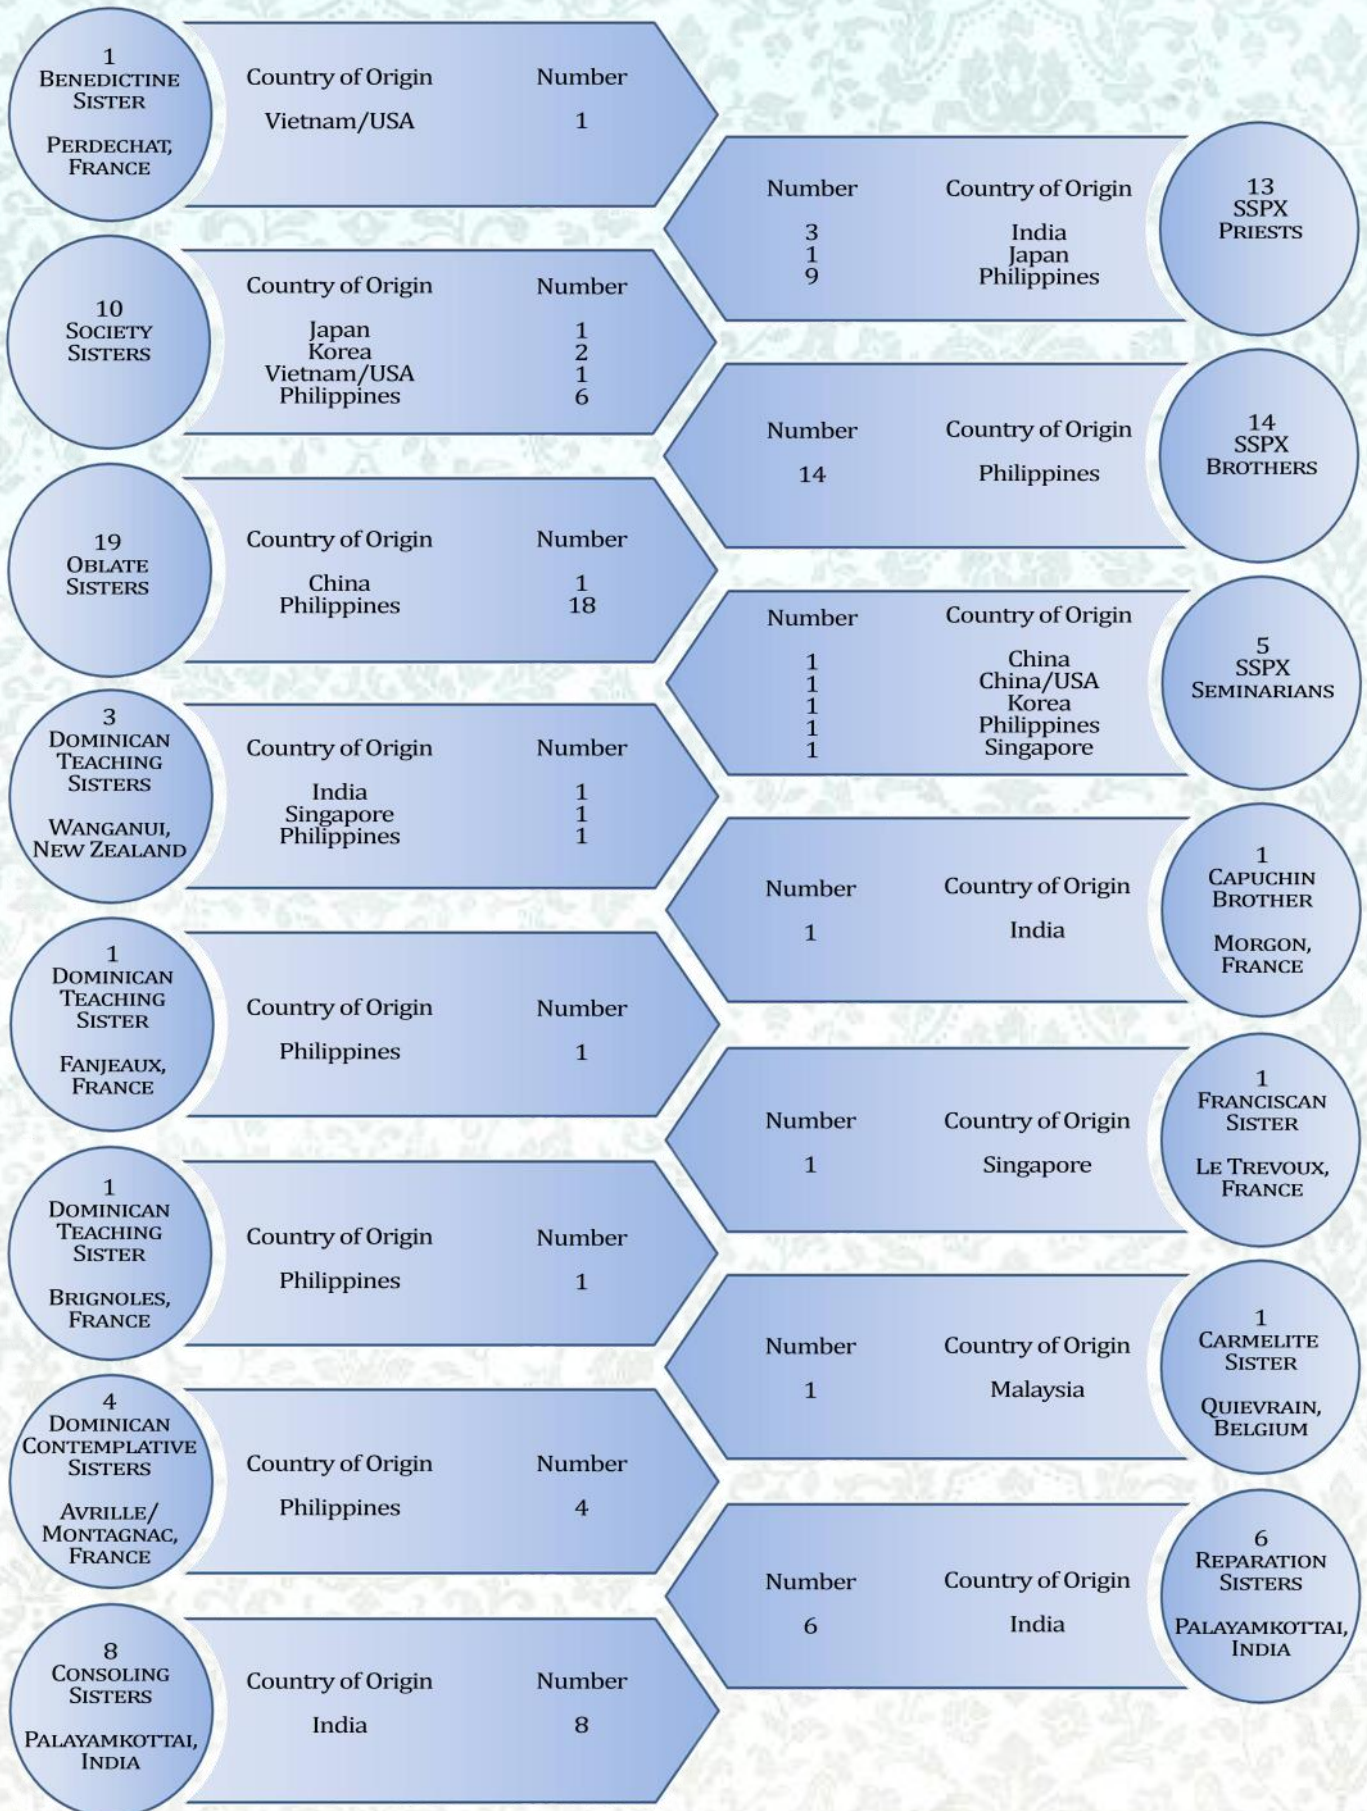 1
BENEDICTINE
SISTER
PERDECHAT,
FRANCE
Country of Origin Number
Vietnam/USA 1
Number Country of Origin
3 India
1 Japan
9 Philippines
13
SSPX
PRIESTS
10
SOCIETY
SISTERS
Country of Origin Number
Japan 1
Korea 2
Vietnam/USA 1
Philippines 6
Number Country of Origin
14 Philippines
14
SSPX
BROTHERS
19
OBLATE
SISTERS
Country of Origin Number
China 1
Philippines 18
Number Country of Origin
1 China
1 China/USA
1 Korea
1 Philippines
1 Singapore
5
SSPX
SEMINARIANS
3
DOMINICAN
TEACHING
SISTERS
WANGANUI,
NEW ZEALAND
Country of Origin Number
India 1
Singapore 1
Philippines 1
Number Country of Origin
1 India
1
CAPUCHIN
BROTHER
MORGON,
FRANCE
1
DOMINICAN
TEACHING
SISTER
FANJEAUX,
FRANCE
Country of Origin Number
Philippines 1
Number Country of Origin
1 Singapore
1
FRANCISCAN
SISTER
LE TREVOUX,
FRANCE
1
DOMINICAN
TEACHING
SISTER
BRIGNOLES,
FRANCE
Country of Origin Number
Philippines 1
Number Country of Origin
1 Malaysia
1
CARMELITE
SISTER
QUIEVRAIN,
BELGIUM
4
DOMINICAN
CONTEMPLATIVE
SISTERS
AVRILLE/
MONTAGNAC,
FRANCE
Country of Origin Number
Philippines 4
Number Country of Origin
6 India
6
REPARATION
SISTERS
PALAYAMKOTTAI,
INDIA
8
CONSOLING
SISTERS
PALAYAMKOTTAI,
INDIA
Country of Origin Number
India 8